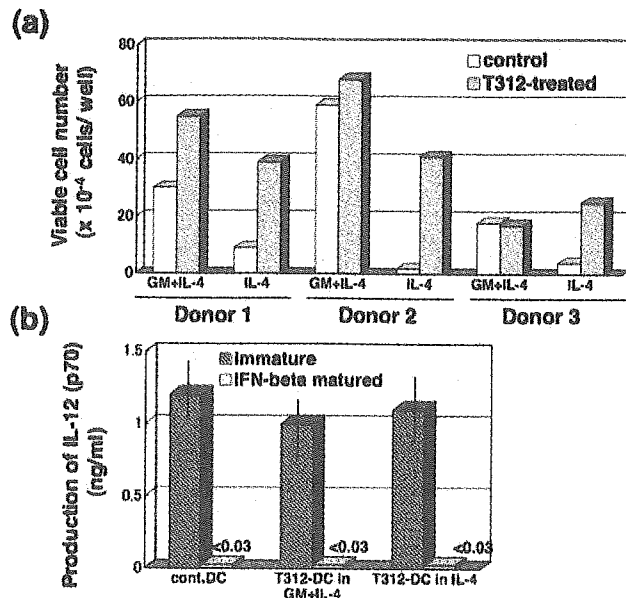 (a)
Viable cell number
(x 10⁻⁴ cells/ well)
80
60
40
20
0
control
T312-treated
GM+IL-4 IL-4 GM+IL-4 IL-4 GM+IL-4 IL-4
Donor 1 Donor 2 Donor 3
(b)
Production of IL-12 (p70)
(ng/ml)
1.5
1
0.5
0
Immature
IFN-beta matured
<0.03 <0.03 <0.03
cont.DC T312-DC in T312-DC in IL-4
GM+IL-4